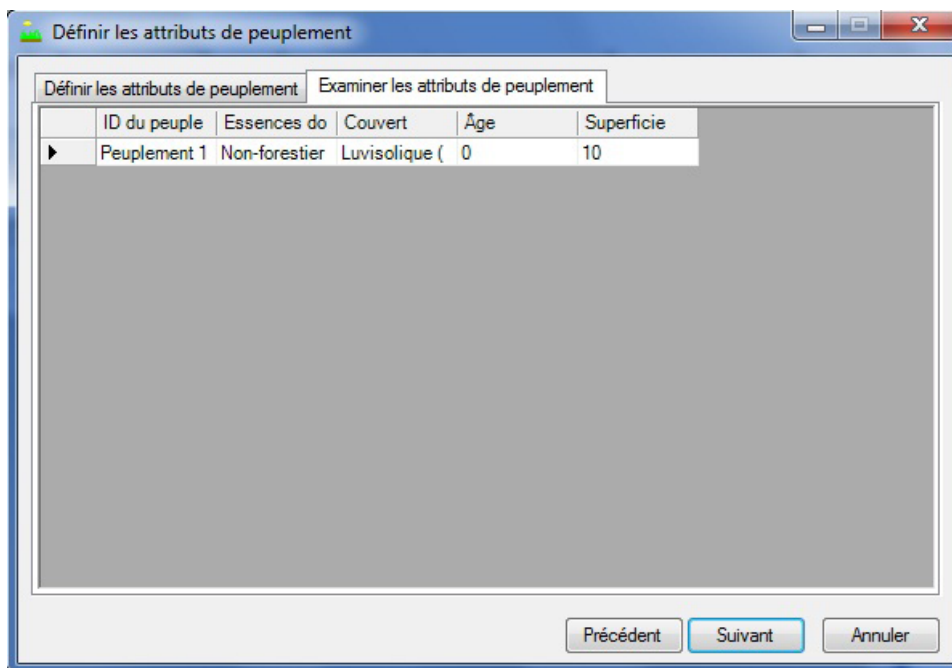 Définir les attributs de peuplement
Définir les attributs de peuplement Examiner les attributs de peuplement
ID du peuple Essences do Couvert Âge Superficie
Peuplement 1 Non-forestier Luvisolique ( 0 10
Précédent Suivant Annuler